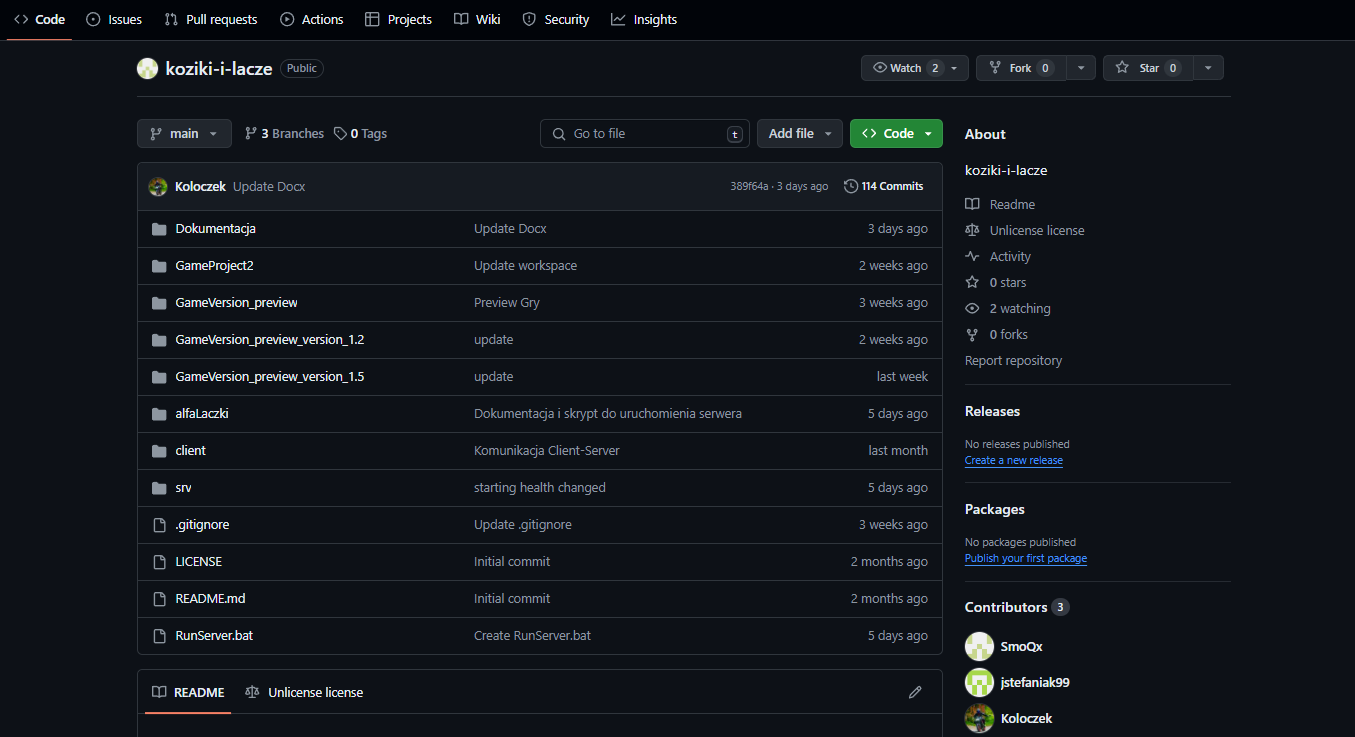 Code Issues Pull requests Actions Projects Wiki Security Insights
koziki-i-lacze Public Watch 2 Fork 0 Star 0
main 3 Branches 0 Tags Go to file t Add file Code
Koloczek Update Docx 389f64a · 3 days ago 114 Commits
Dokumentacja Update Docx 3 days ago
GameProject2 Update workspace 2 weeks ago
GameVersion_preview Preview Gry 3 weeks ago
GameVersion_preview_version_1.2 update 2 weeks ago
GameVersion_preview_version_1.5 update last week
alfaLaczki Dokumentacja i skrypt do uruchomienia serwera 5 days ago
client Komunikacja Client-Server last month
srv starting health changed 5 days ago
.gitignore Update .gitignore 3 weeks ago
LICENSE Initial commit 2 months ago
README.md Initial commit 2 months ago
RunServer.bat Create RunServer.bat 5 days ago
README Unlicense license
About
koziki-i-lacze
Readme
Unlicense license
Activity
0 stars
2 watching
0 forks
Report repository
Releases
No releases published
Create a new release
Packages
No packages published
Publish your first package
Contributors 3
SmoQx
jstefaniak99
Koloczek